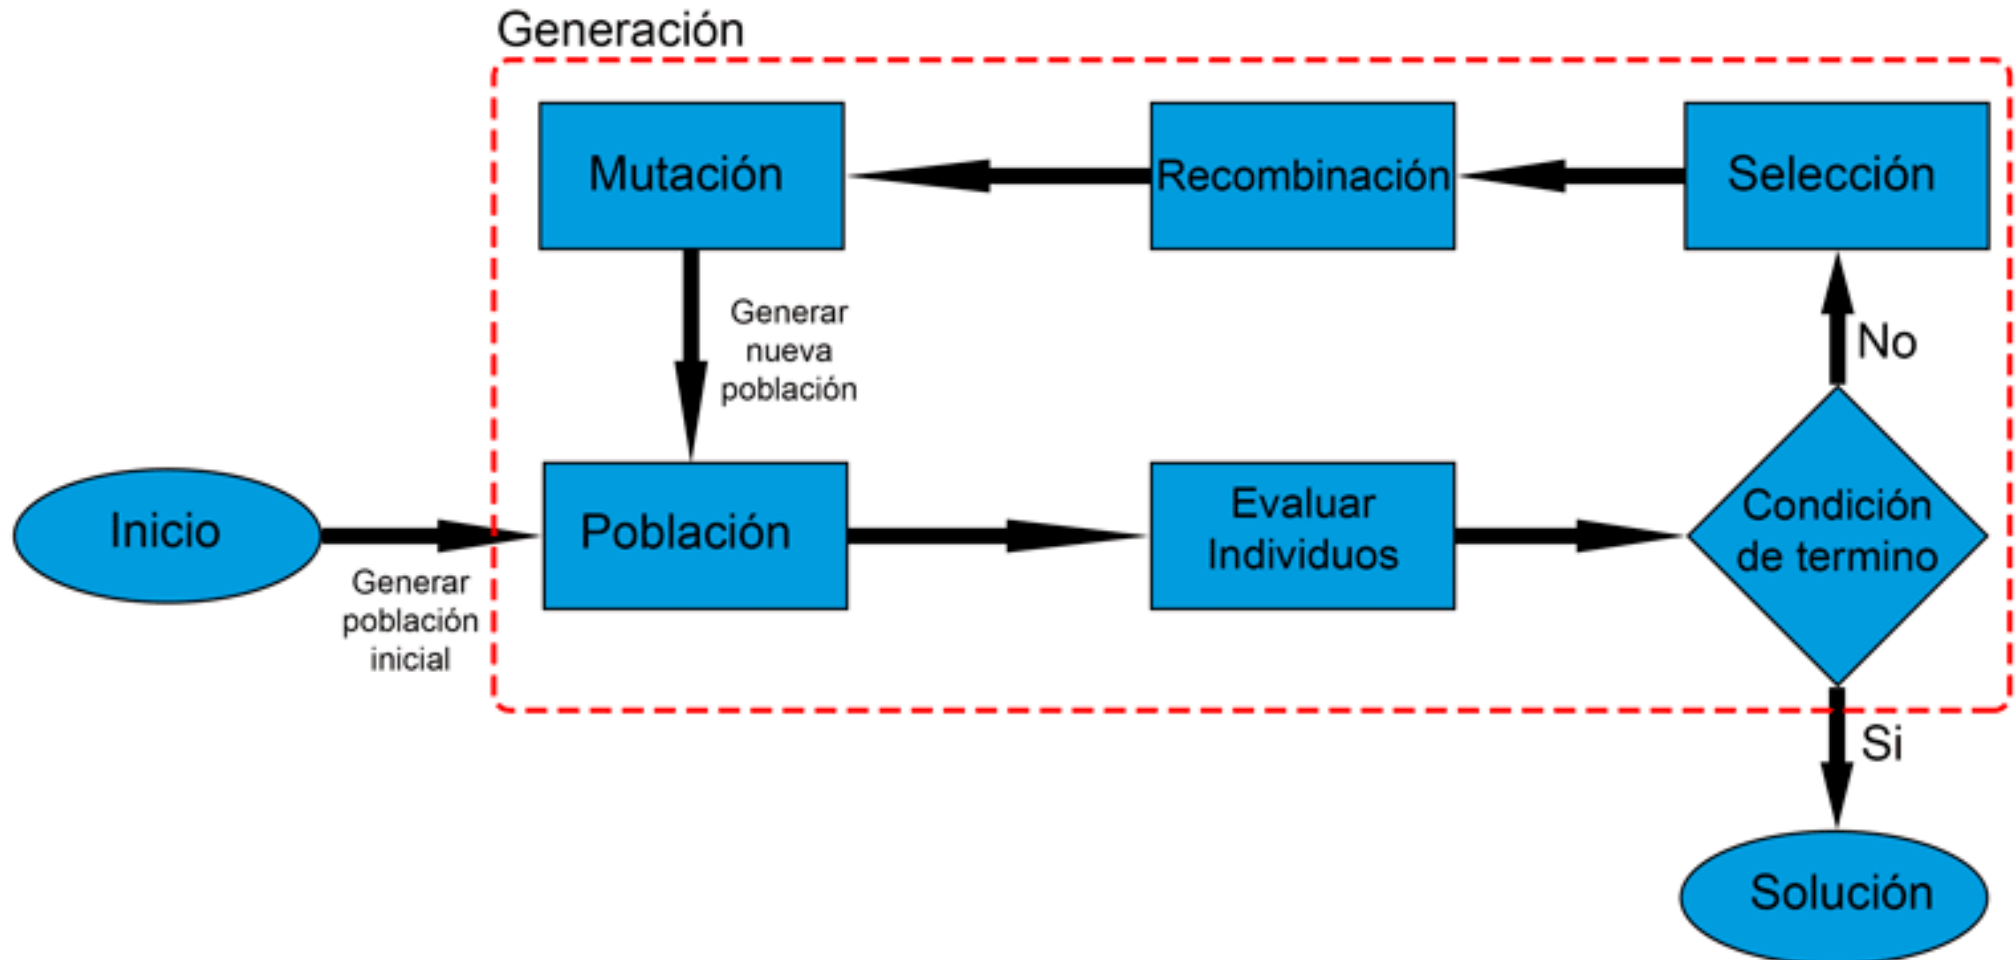 Generación
Mutación
Recombinación
Selección
Generar
nueva
población
No
Inicio
Generar
población
inicial
Población
Evaluar
Individuos
Condición
de termino
Si
Solución